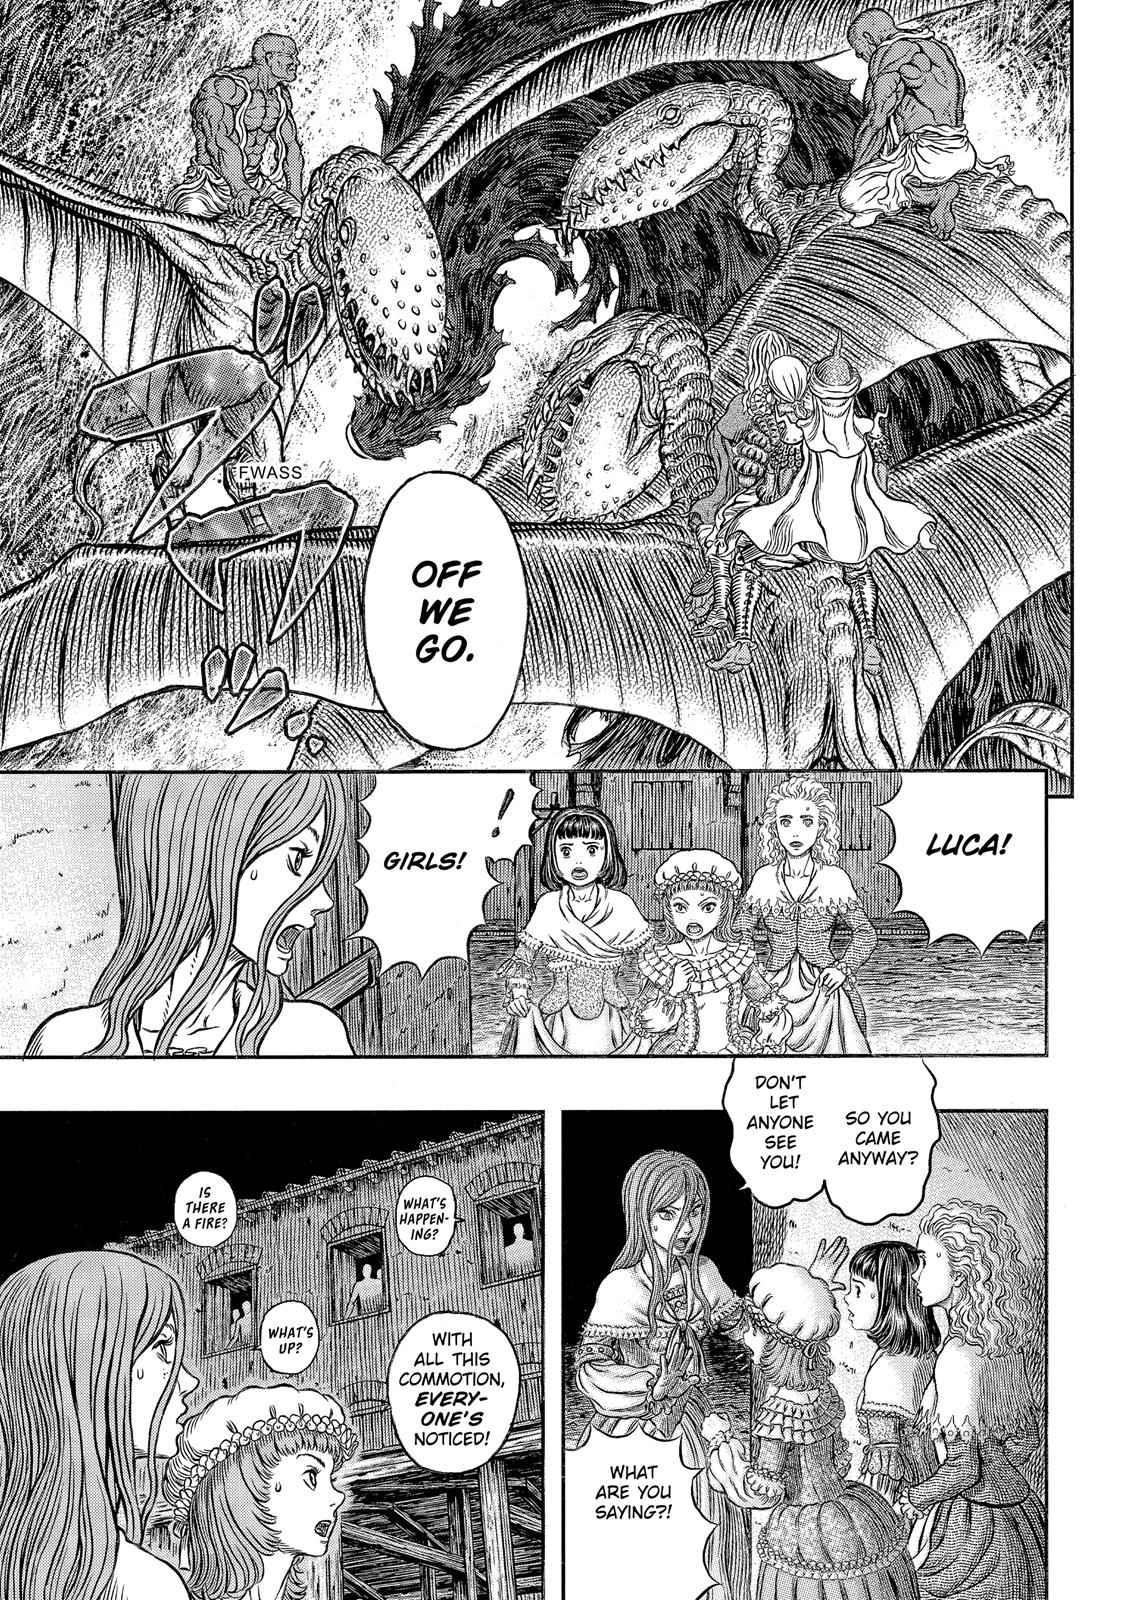 FWASS
OFF
WE
GO.
LUCA!
!
GIRLS!
SO YOU
CAME
ANYWAY?
DON'T
LET
ANYONE
SEE
YOU!
WHAT
ARE YOU
SAYING?!
WHAT'S
HAPPEN-
ING?
IS
THERE
A FIRE?
WHAT'S
UP?
WITH
ALL THIS
COMMOTION,
EVERY-
ONE'S
NOTICED!